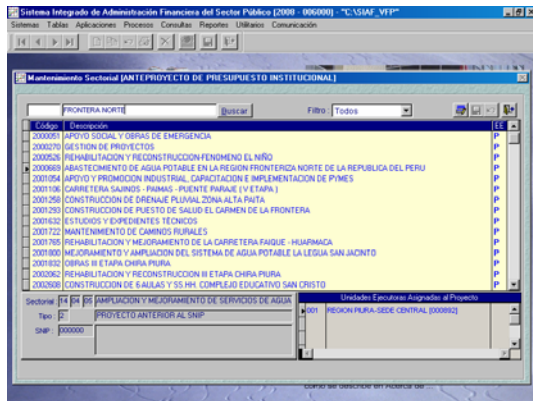 Sistema Integrado de Administración Financiera del Sector Público [2008 - 006000] - "C:\SIAF_VFP"
Sistemas Tablas Aplicaciones Procesos Consultas Reportes Utilitarios Comunicación
Mantenimiento Sectorial [ANTEPROYECTO DE PRESUPUESTO INSTITUCIONAL]
FRONTERA NORTE Buscar Filtro : Todos
Código Descripción EE
2000051 APOYO SOCIAL Y OBRAS DE EMERGENCIA P
2000270 GESTION DE PROYECTOS P
2000526 REHABILITACION Y RECONSTRUCCION-FENOMENO EL NIÑO P
2000669 ABASTECIMIENTO DE AGUA POTABLE EN LA REGION FRONTERIZA NORTE DE LA REPUBLICA DEL PERU P
2001054 APOYO Y PROMOCION INDUSTRIAL, CAPACITACION E IMPLEMENTACION DE PYMES P
2001106 CARRETERA SAJINOS - PAIMAS - PUENTE PARAJE (V ETAPA ) P
2001258 CONSTRUCCION DE DRENAJE PLUVIAL ZONA ALTA PAITA P
2001293 CONSTRUCCION DE PUESTO DE SALUD EL CARMEN DE LA FRONTERA P
2001632 ESTUDIOS Y EXPEDIENTES TECNICOS P
2001722 MANTENIMIENTO DE CAMINOS RURALES P
2001765 REHABILITACION Y MEJORAMIENTO DE LA CARRETERA FAIQUE - HUARMACA P
2001800 MEJORAMIENTO Y AMPLIACION DEL SISTEMA DE AGUA POTABLE LA LEGUA SAN JACINTO P
2001832 OBRAS III ETAPA CHIRA PIURA P
2002062 REHABILITACION Y RECONSTRUCCION III ETAPA CHIRA PIURA P
2002608 CONSTRUCCION DE 6 AULAS Y SS.HH. COMPLEJO EDUCATIVO SAN CRISTO P
Sectorial : 14 04 05 AMPLIACION Y MEJORAMIENTO DE SERVICIOS DE AGUA
Unidades Ejecutoras Asignadas al Proyecto
Tipo : 2 PROYECTO ANTERIOR AL SNIP
001 REGION PIURA-SEDE CENTRAL [000892]
SNIP : 000000
como se describe en Acerca de ...